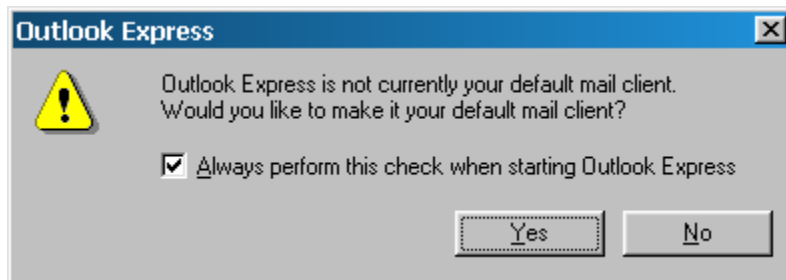 Outlook Express
Outlook Express is not currently your default mail client.
Would you like to make it your default mail client?
Always perform this check when starting Outlook Express
Yes No